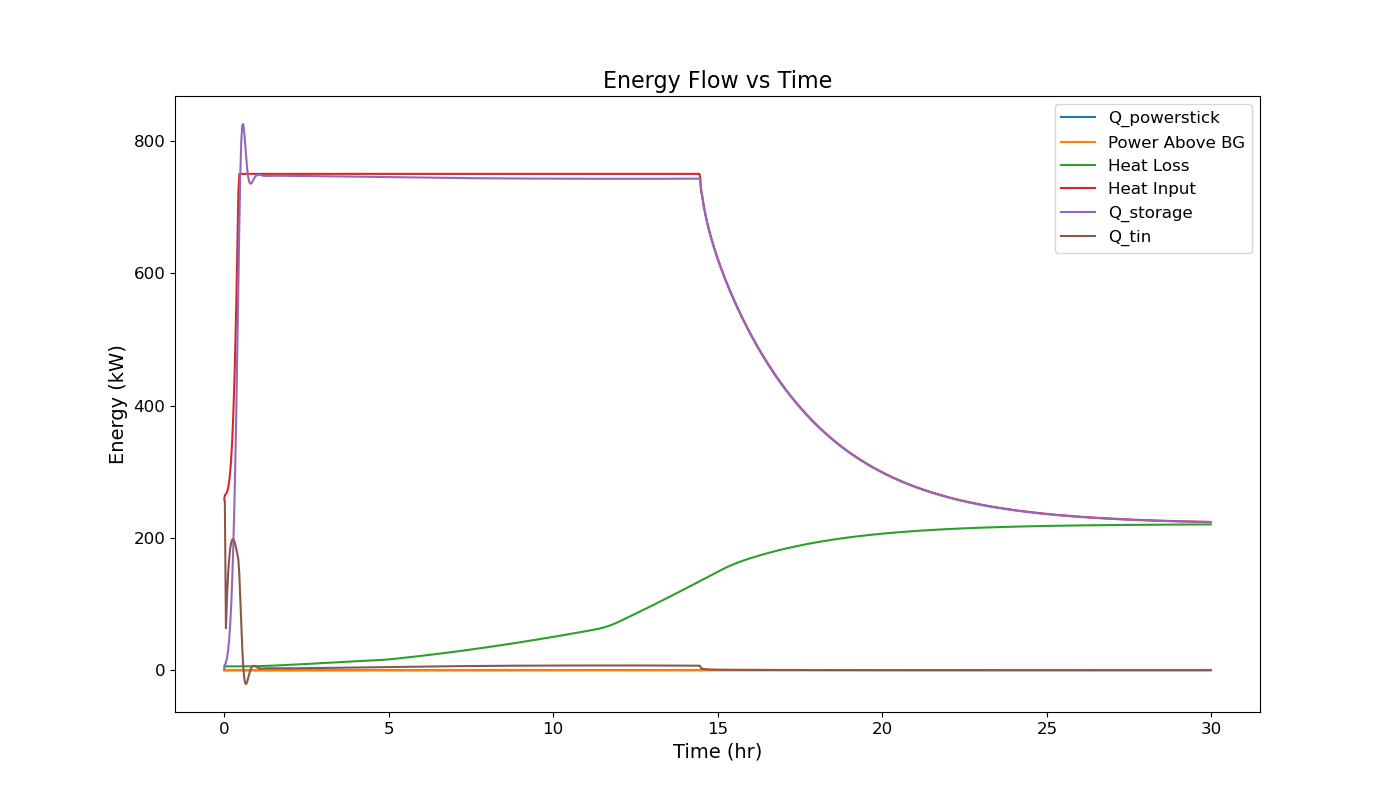 Energy Flow vs Time
Q_powerstick
Power Above BG
Heat Loss
Heat Input
Q_storage
Q_tin
Energy (kW)
800
600
400
200
0
0 5 10 15 20 25 30
Time (hr)